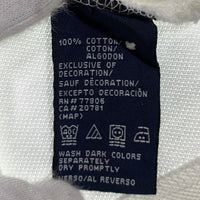 100% COTTON/
COTON/
ALGODON
EXCLUSIVE OF
DECORATION/
SAUF DÉCORATION/
EXCEPTO DECORACIÓN
RN# 77806
CA# 20781
(MAP)
WASH DARK COLORS
SEPARATELY
DRY PROMPTLY
VERSO/AL REVERSO